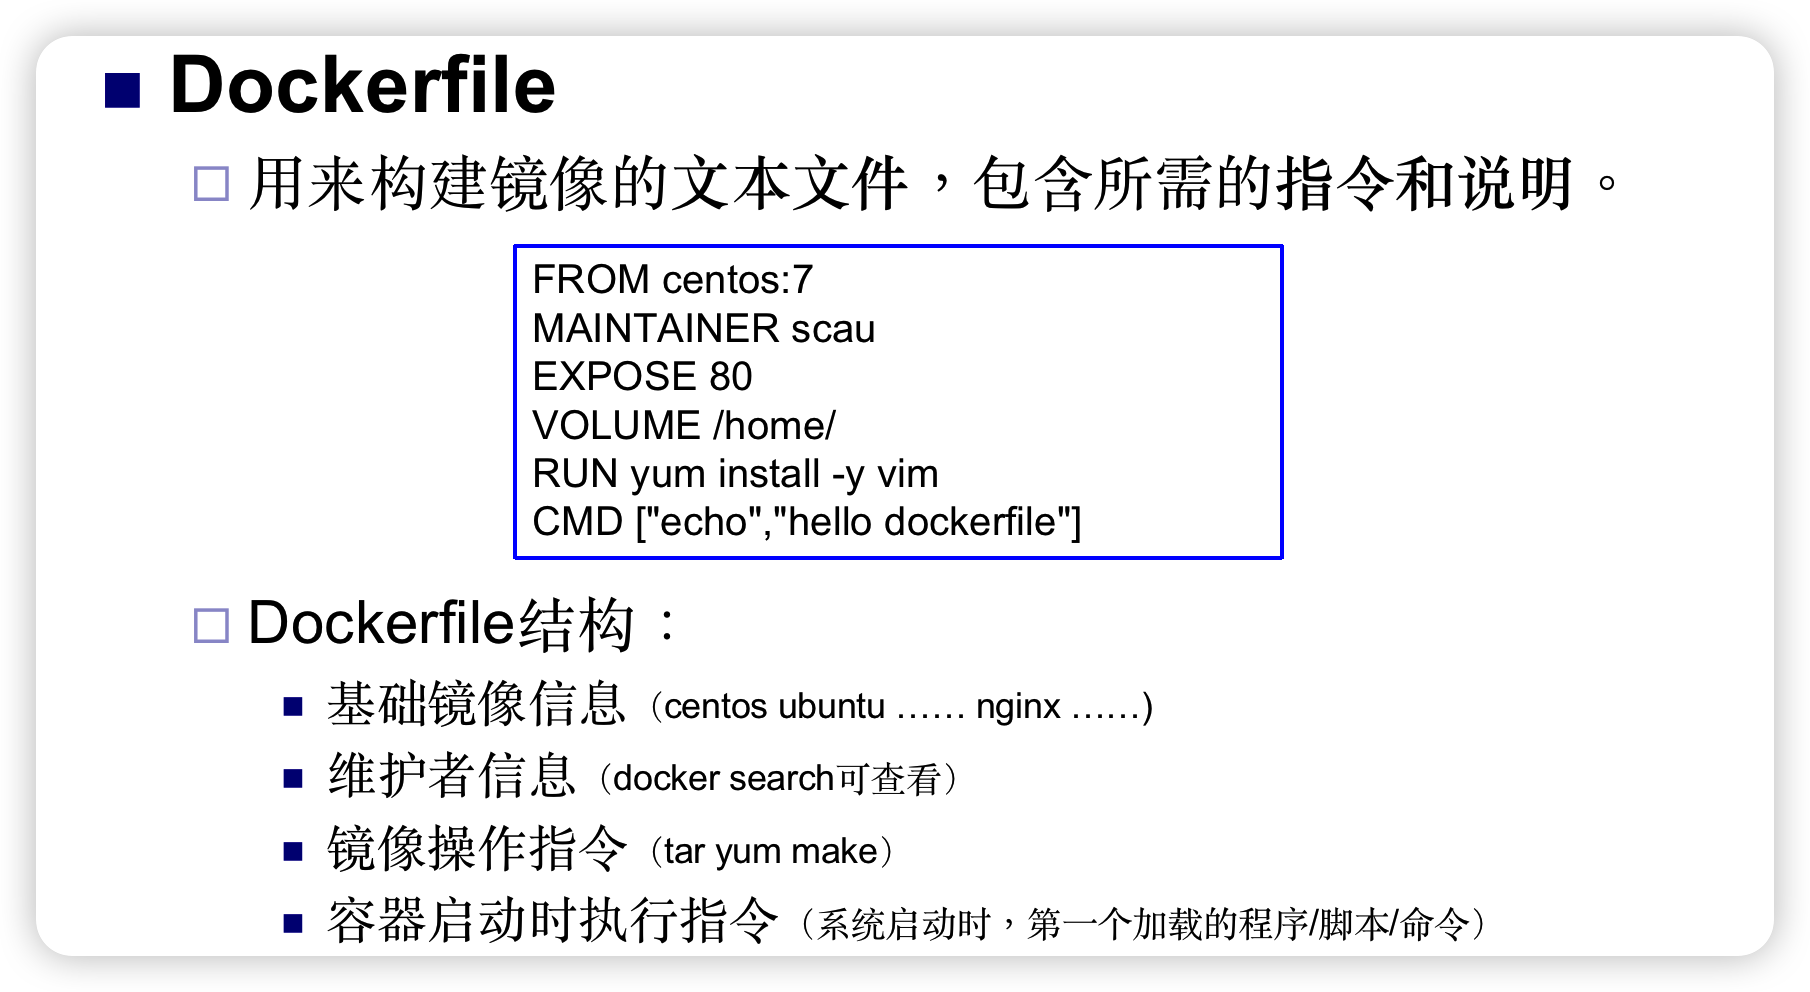 Dockerfile
用来构建镜像的文本文件，包含所需的指令和说明。
FROM centos:7
MAINTAINER scau
EXPOSE 80
VOLUME /home/
RUN yum install -y vim
CMD ["echo","hello dockerfile"]
Dockerfile结构：
基础镜像信息（centos ubuntu …… nginx ……)
维护者信息（docker search可查看）
镜像操作指令（tar yum make）
容器启动时执行指令（系统启动时，第一个加载的程序/脚本/命令）